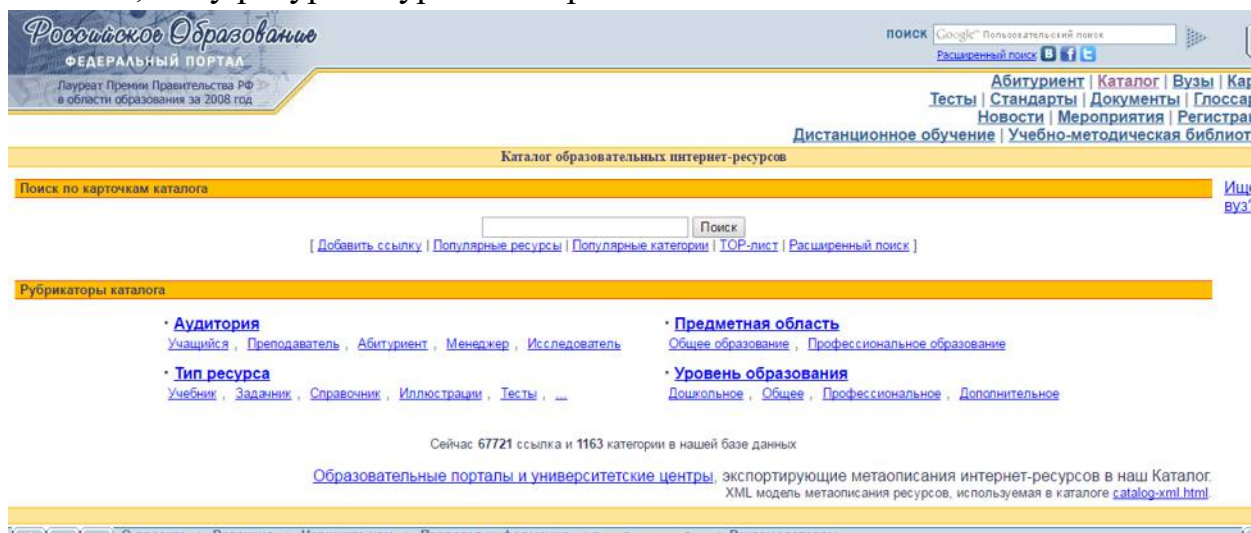 Российское Образование
ФЕДЕРАЛЬНЫЙ ПОРТАЛ
Лауреат Премии Правительства РФ
в области образования за 2008 год
поиск Google™ Пользовательский поиск
Расширенный поиск
Абитуриент | Каталог | Вузы |
Тесты | Стандарты | Документы |
Новости | Мероприятия |
Дистанционное обучение | Учебно-методическая
Каталог образовательных интернет-ресурсов
Поиск по карточкам каталога
Поиск
[ Добавить ссылку | Популярные ресурсы | Популярные категории | TOP-лист | Расширенный поиск ]
вуз?
Рубрикаторы каталога
· Аудитория
Учащийся , Преподаватель , Абитуриент , Менеджер , Исследователь
· Предметная область
Общее образование , Профессиональное образование
· Тип ресурса
Учебник , Задачник , Справочник , Иллюстрации , Тесты , ...
· Уровень образования
Дошкольное , Общее , Профессиональное , Дополнительное
Сейчас 67721 ссылка и 1163 категории в нашей базе данных
Образовательные порталы и университетские центры, экспортирующие метаописания интернет-ресурсов в наш Каталог.
XML модель метаописания ресурсов, используемая в каталоге catalog-xml.html.